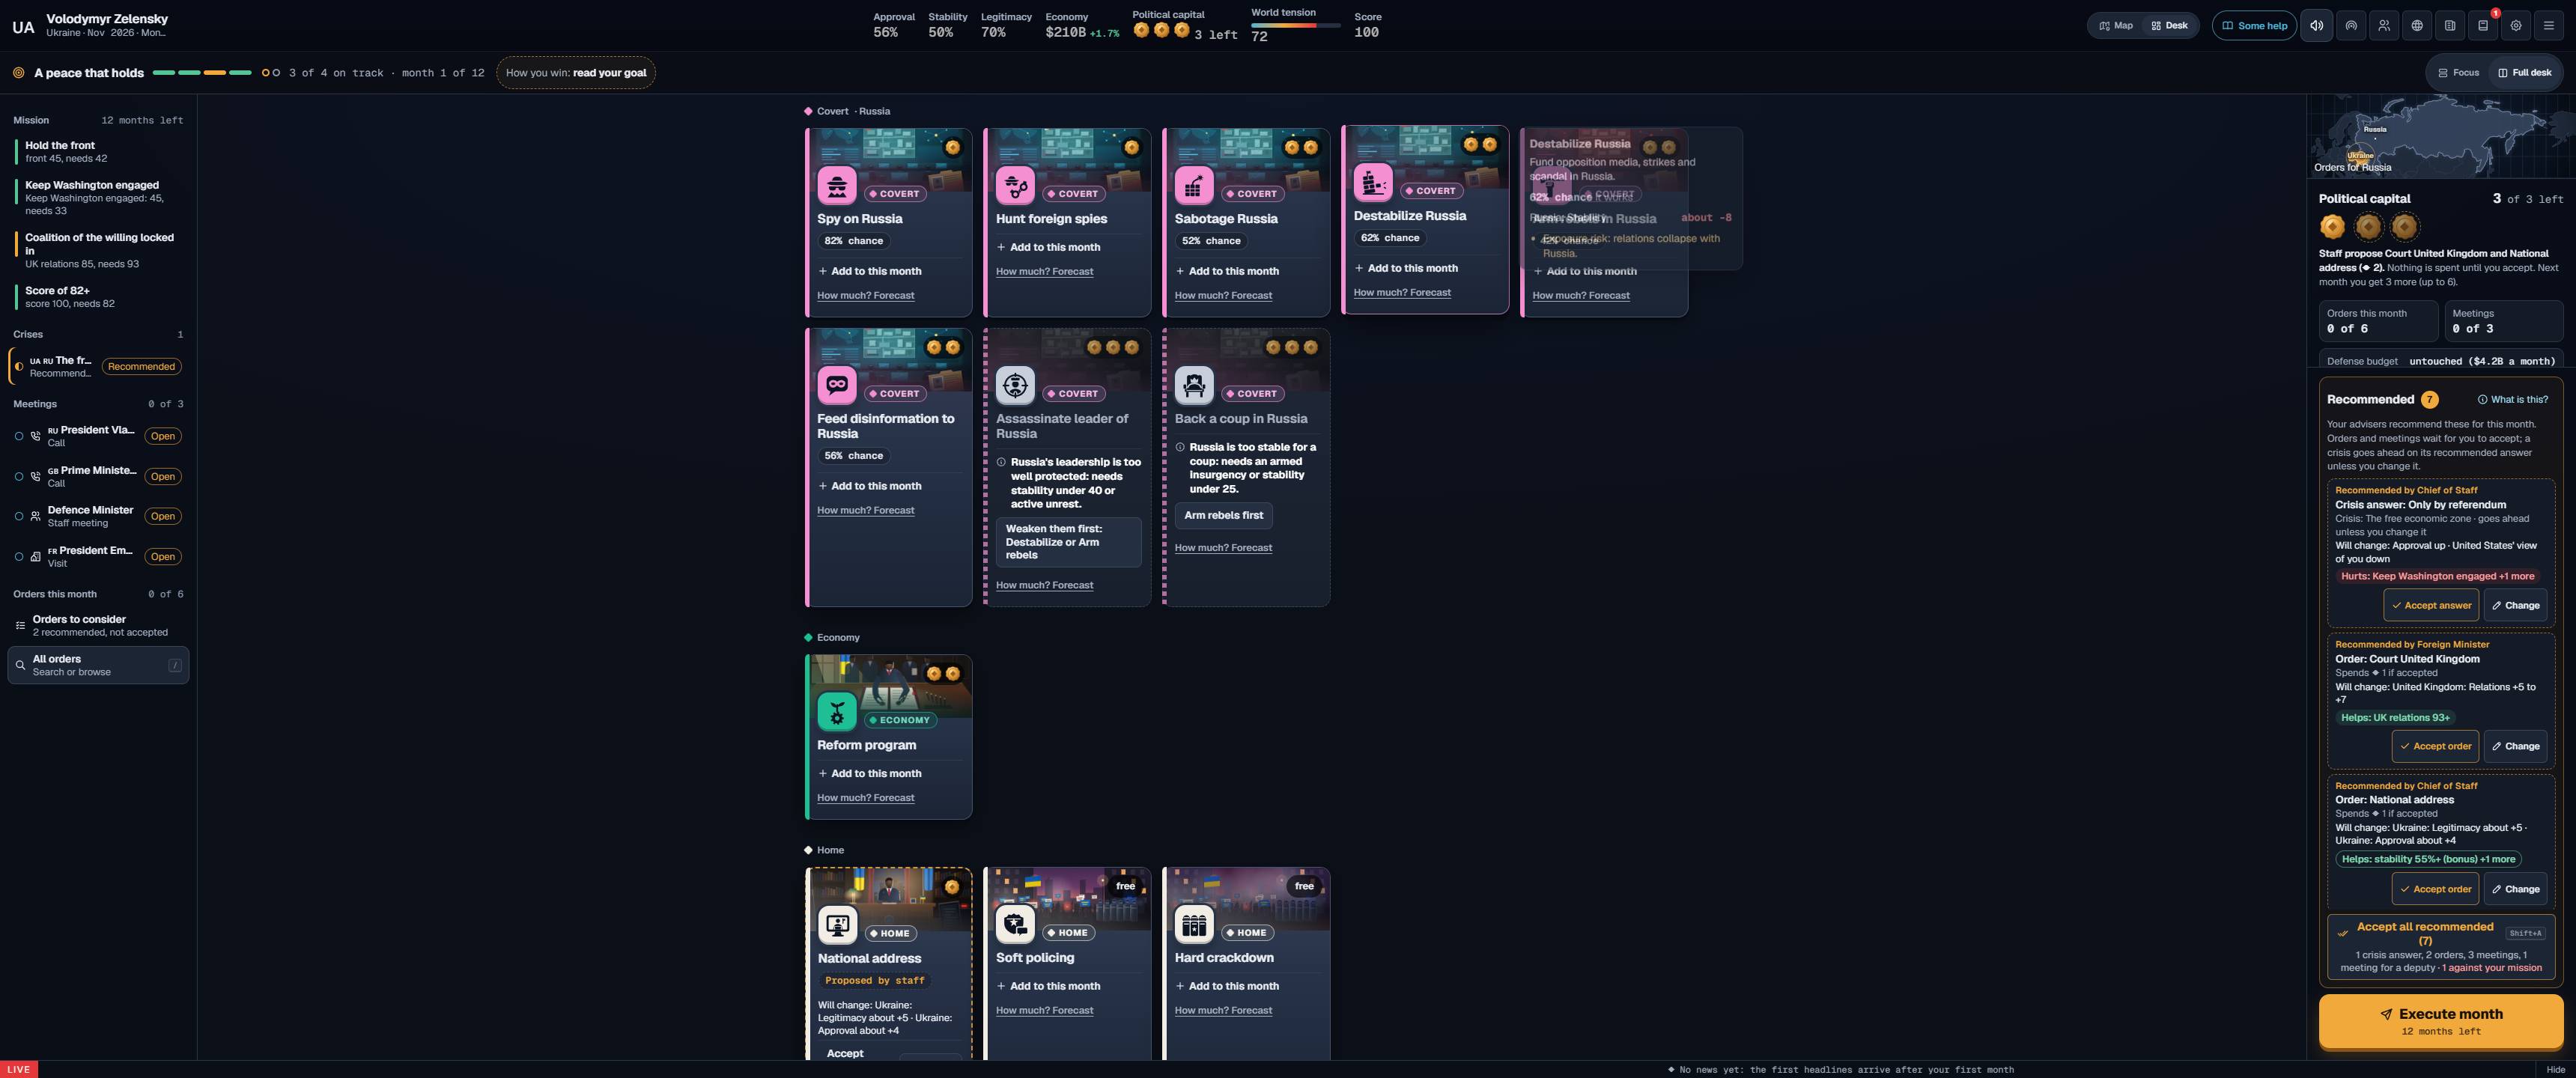 UA
Volodymyr Zelensky
Ukraine · Nov 2026 · Mon...
Approval
56%
Stability
50%
Legitimacy
70%
Economy
$210B +1.7%
Political capital
3 left
World tension
72
Score
100
Map
Desk
Some help
1
A peace that holds
3 of 4 on track · month 1 of 12
How you win: read your goal
Focus
Full desk
Mission
12 months left
Hold the front
front 45, needs 42
Keep Washington engaged
Keep Washington engaged: 45,
needs 33
Coalition of the willing locked
in
UK relations 85, needs 93
Score of 82+
score 100, needs 82
Crises
1
UA RU The fr...
Recommend...
Recommended
Meetings
0 of 3
RU President Vla...
Call
Open
GB Prime Ministe...
Call
Open
Defence Minister
Staff meeting
Open
FR President Em...
Visit
Open
Orders this month
0 of 6
Orders to consider
2 recommended, not accepted
All orders
Search or browse
/
Covert · Russia
COVERT
Spy on Russia
82% chance
+ Add to this month
How much? Forecast
COVERT
Hunt foreign spies
+ Add to this month
How much? Forecast
COVERT
Sabotage Russia
52% chance
+ Add to this month
How much? Forecast
COVERT
Destabilize Russia
62% chance
+ Add to this month
How much? Forecast
Destabilize Russia
Fund opposition media, strikes and
scandal in Russia.
COVERT
62% chance it works
Russia: Stability
about -8
Arm rebels in Russia
42% chance
Exposure risk: relations collapse with
Russia.
+ Add to this month
How much? Forecast
COVERT
Feed disinformation to
Russia
56% chance
+ Add to this month
How much? Forecast
COVERT
Assassinate leader of
Russia
Russia's leadership is too
well protected: needs
stability under 40 or
active unrest.
Weaken them first:
Destabilize or Arm
rebels
How much? Forecast
COVERT
Back a coup in Russia
Russia is too stable for a
coup: needs an armed
insurgency or stability
under 25.
Arm rebels first
How much? Forecast
Economy
ECONOMY
Reform program
+ Add to this month
How much? Forecast
Home
HOME
National address
Proposed by staff
Will change: Ukraine:
Legitimacy about +5 · Ukraine:
Approval about +4
Accept
free
HOME
Soft policing
+ Add to this month
How much? Forecast
free
HOME
Hard crackdown
+ Add to this month
How much? Forecast
Russia
Ukraine
Orders for Russia
Political capital
3 of 3 left
Staff propose Court United Kingdom and National
address (◆ 2). Nothing is spent until you accept. Next
month you get 3 more (up to 6).
Orders this month
0 of 6
Meetings
0 of 3
Defense budget
untouched ($4.2B a month)
Recommended 7
What is this?
Your advisers recommend these for this month.
Orders and meetings wait for you to accept; a
crisis goes ahead on its recommended answer
unless you change it.
Recommended by Chief of Staff
Crisis answer: Only by referendum
Crisis: The free economic zone · goes ahead
unless you change it
Will change: Approval up · United States' view
of you down
Hurts: Keep Washington engaged +1 more
Accept answer
Change
Recommended by Foreign Minister
Order: Court United Kingdom
Spends ◆ 1 if accepted
Will change: United Kingdom: Relations +5 to
+7
Helps: UK relations 93+
Accept order
Change
Recommended by Chief of Staff
Order: National address
Spends ◆ 1 if accepted
Will change: Ukraine: Legitimacy about +5 ·
Ukraine: Approval about +4
Helps: stability 55%+ (bonus) +1 more
Accept order
Change
Accept all recommended
(7)
Shift+A
1 crisis answer, 2 orders, 3 meetings, 1
meeting for a deputy · 1 against your mission
Execute month
12 months left
LIVE
◆ No news yet: the first headlines arrive after your first month
Hide